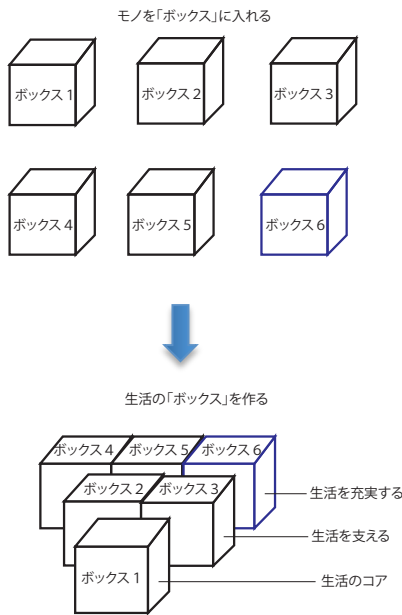 モノを「ボックス」に入れる
ボックス 1
ボックス 2
ボックス 3
ボックス 4
ボックス 5
ボックス 6
生活の「ボックス」を作る
ボックス 4
ボックス 5
ボックス 6
ボックス 2
ボックス 3
ボックス 1
生活を充実する
生活を支える
生活のコア